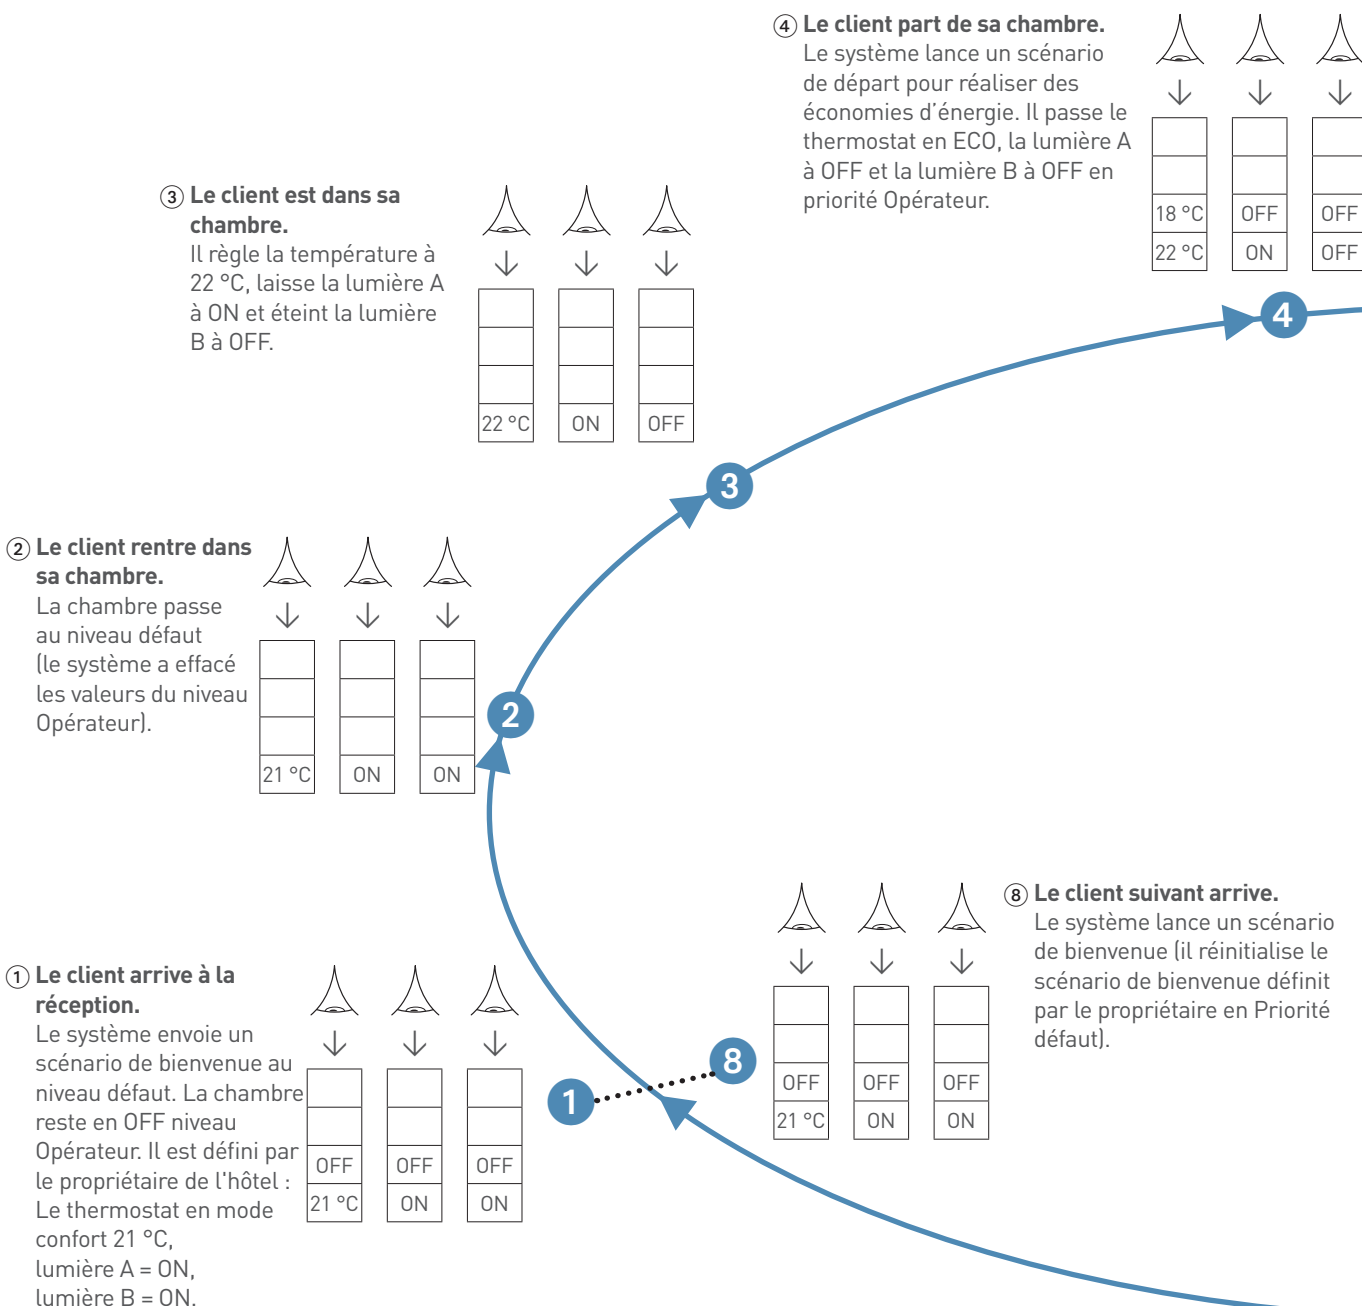 ④ Le client part de sa chambre.
Le système lance un scénario
de départ pour réaliser des
économies d’énergie. Il passe le
thermostat en ECO, la lumière A
à OFF et la lumière B à OFF en
priorité Opérateur.
18 °C OFF OFF
22 °C ON OFF
③ Le client est dans sa
chambre.
Il règle la température à
22 °C, laisse la lumière A
à ON et éteint la lumière
B à OFF.
22 °C ON OFF
4
3
② Le client rentre dans
sa chambre.
La chambre passe
au niveau défaut
(le système a effacé
les valeurs du niveau
Opérateur).
21 °C ON ON
2
⑧ Le client suivant arrive.
Le système lance un scénario
de bienvenue (il réinitialise le
scénario de bienvenue définit
par le propriétaire en Priorité
défaut).
OFF OFF OFF
21 °C ON ON
8
1
① Le client arrive à la
réception.
Le système envoie un
scénario de bienvenue au
niveau défaut. La chambre
reste en OFF niveau
Opérateur. Il est défini par
le propriétaire de l'hôtel :
Le thermostat en mode
confort 21 °C,
lumière A = ON,
lumière B = ON.
OFF OFF OFF
21 °C ON ON